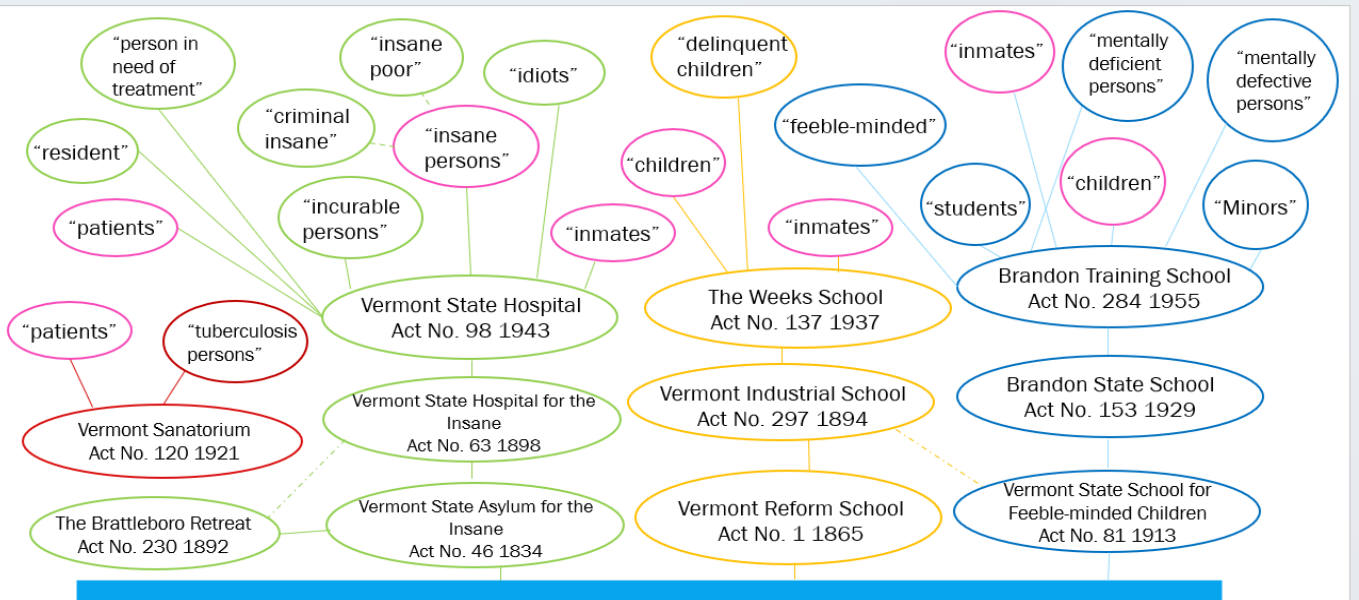 “person in
need of
treatment”
“insane
poor”
“idiots”
“delinquent
children”
“inmates”
“mentally
deficient
persons”
“mentally
defective
persons”
“criminal
insane”
“insane
persons”
“feeble-minded”
“resident”
“children”
“children”
“patients”
“incurable
persons”
“inmates”
“inmates”
“students”
“Minors”
Vermont State Hospital
Act No. 98 1943
The Weeks School
Act No. 137 1937
Brandon Training School
Act No. 284 1955
“patients”
“tuberculosis
persons”
Vermont State Hospital for the
Insane
Act No. 63 1898
Vermont Industrial School
Act No. 297 1894
Brandon State School
Act No. 153 1929
Vermont Sanatorium
Act No. 120 1921
The Brattleboro Retreat
Act No. 230 1892
Vermont State Asylum for the
Insane
Act No. 46 1834
Vermont Reform School
Act No. 1 1865
Vermont State School for
Feeble-minded Children
Act No. 81 1913